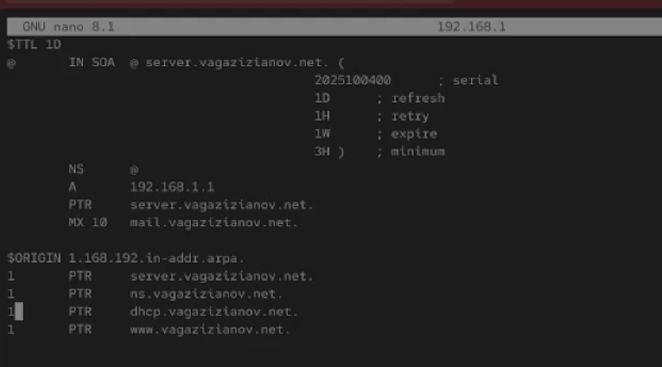 GNU nano 8.1 192.168.1
$TTL 1D
@ IN SOA @ server.vagazizianov.net. (
2025100400 ; serial
1D ; refresh
1H ; retry
1W ; expire
3H ) ; minimum
NS @
A 192.168.1.1
PTR server.vagazizianov.net.
MX 10 mail.vagazizianov.net.
$ORIGIN 1.168.192.in-addr.arpa.
1 PTR server.vagazizianov.net.
1 PTR ns.vagazizianov.net.
1 PTR dhcp.vagazizianov.net.
1 PTR www.vagazizianov.net.